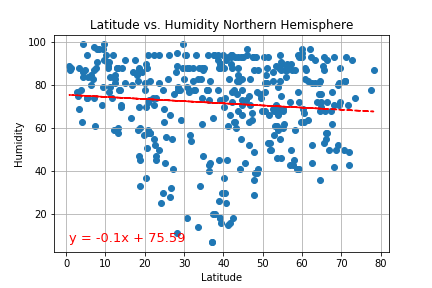 Latitude vs. Humidity Northern Hemisphere
100
80
60
40
20
Humidity
y = -0.1x + 75.59
0 10 20 30 40 50 60 70 80
Latitude